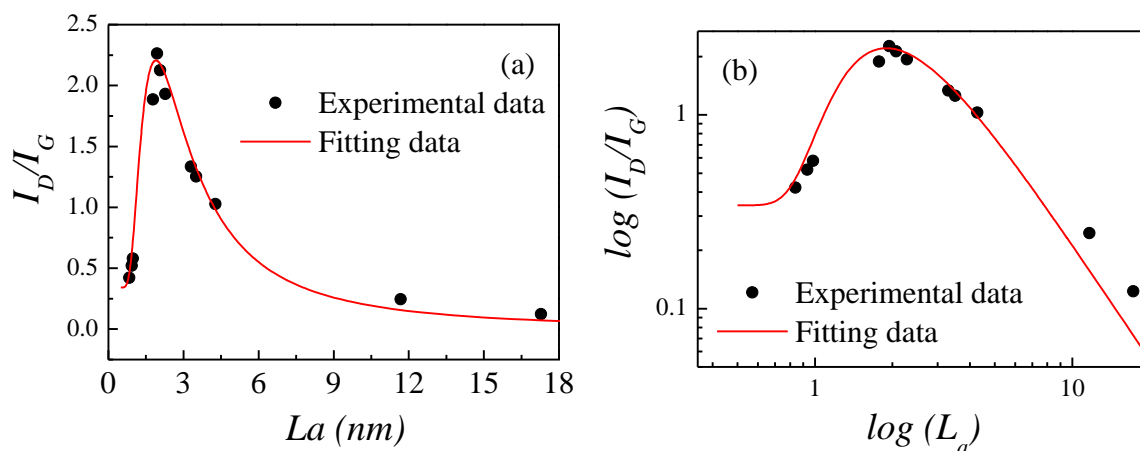 (a)
Experimental data
Fitting data
I_D/I_G
2.5
2.0
1.5
1.0
0.5
0.0
0
3
6
9
12
15
18
La (nm)
(b)
Experimental data
Fitting data
log (I_D/I_G)
1
0.1
1
10
log (L_a)